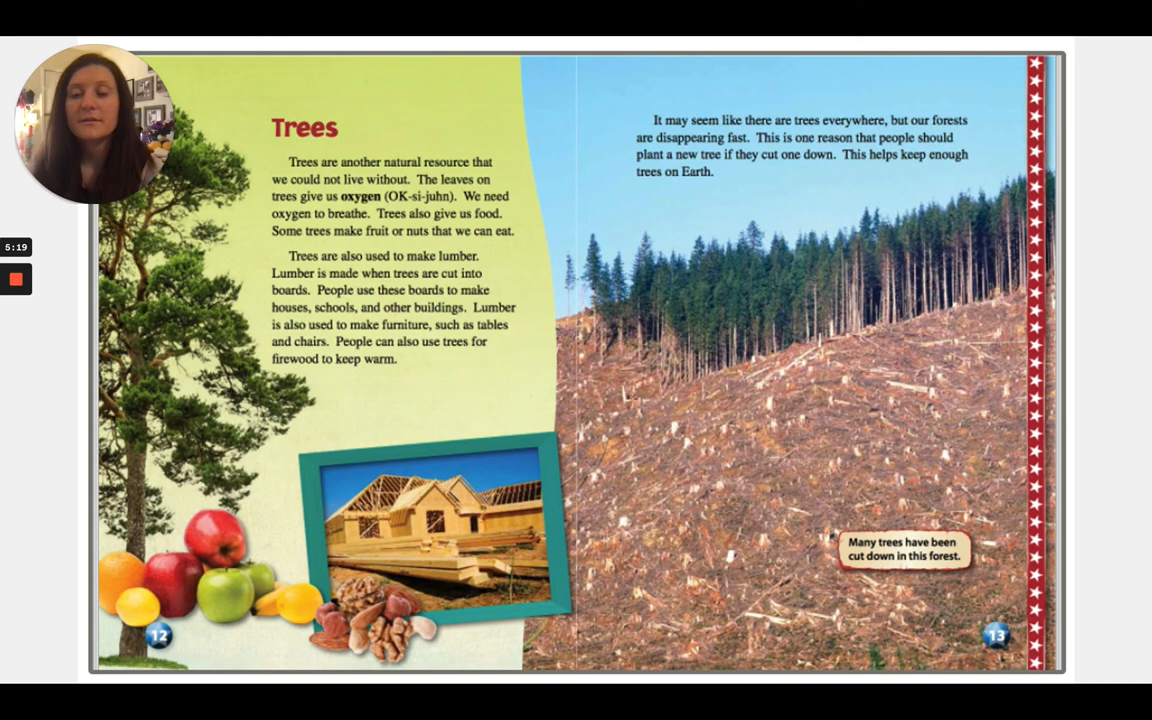 5:19
Trees
Trees are another natural resource that
we could not live without. The leaves on
trees give us oxygen (OK-si-juhn). We need
oxygen to breathe. Trees also give us food.
Some trees make fruit or nuts that we can eat.
Trees are also used to make lumber.
Lumber is made when trees are cut into
boards. People use these boards to make
houses, schools, and other buildings. Lumber
is also used to make furniture, such as tables
and chairs. People can also use trees for
firewood to keep warm.
12
It may seem like there are trees everywhere, but our forests
are disappearing fast. This is one reason that people should
plant a new tree if they cut one down. This helps keep enough
trees on Earth.
Many trees have been
cut down in this forest.
13